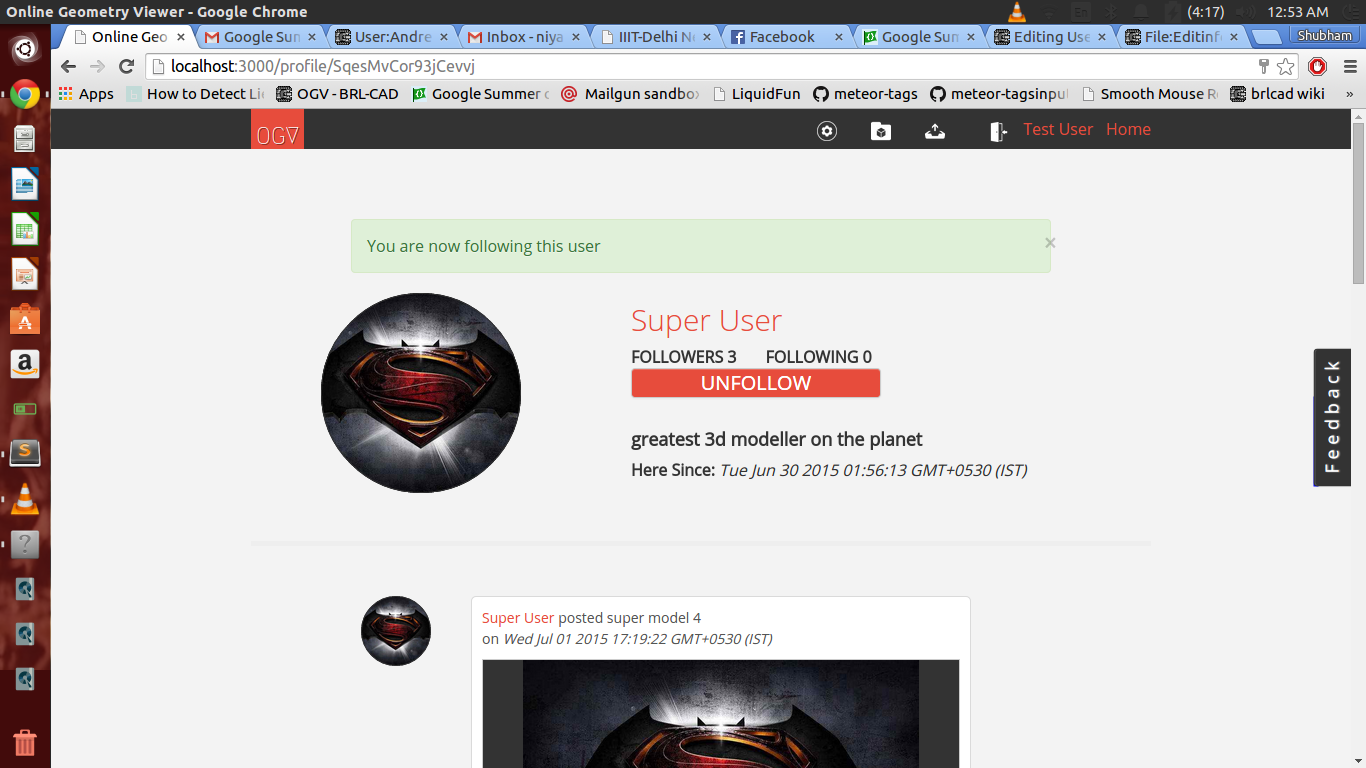 Online Geometry Viewer - Google Chrome
En
(4:17)
12:53 AM
Online Geo
Google Sun
User:Andre
Inbox - niya
IIIT-Delhi Ne
Facebook
Google Sum
Editing Use
File:Editinfo
Shubham
localhost:3000/profile/SqesMvCor93jCevvj
Apps
How to Detect Lie
OGV - BRL-CAD
Google Summer o
Mailgun sandbox
LiquidFun
meteor-tags
meteor-tagsinput
Smooth Mouse R
brlcad wiki
»
OGV
Test User
Home
You are now following this user
×
Super User
FOLLOWERS 3
FOLLOWING 0
UNFOLLOW
greatest 3d modeller on the planet
Here Since: Tue Jun 30 2015 01:56:13 GMT+0530 (IST)
Feedback
Super User posted super model 4
on Wed Jul 01 2015 17:19:22 GMT+0530 (IST)